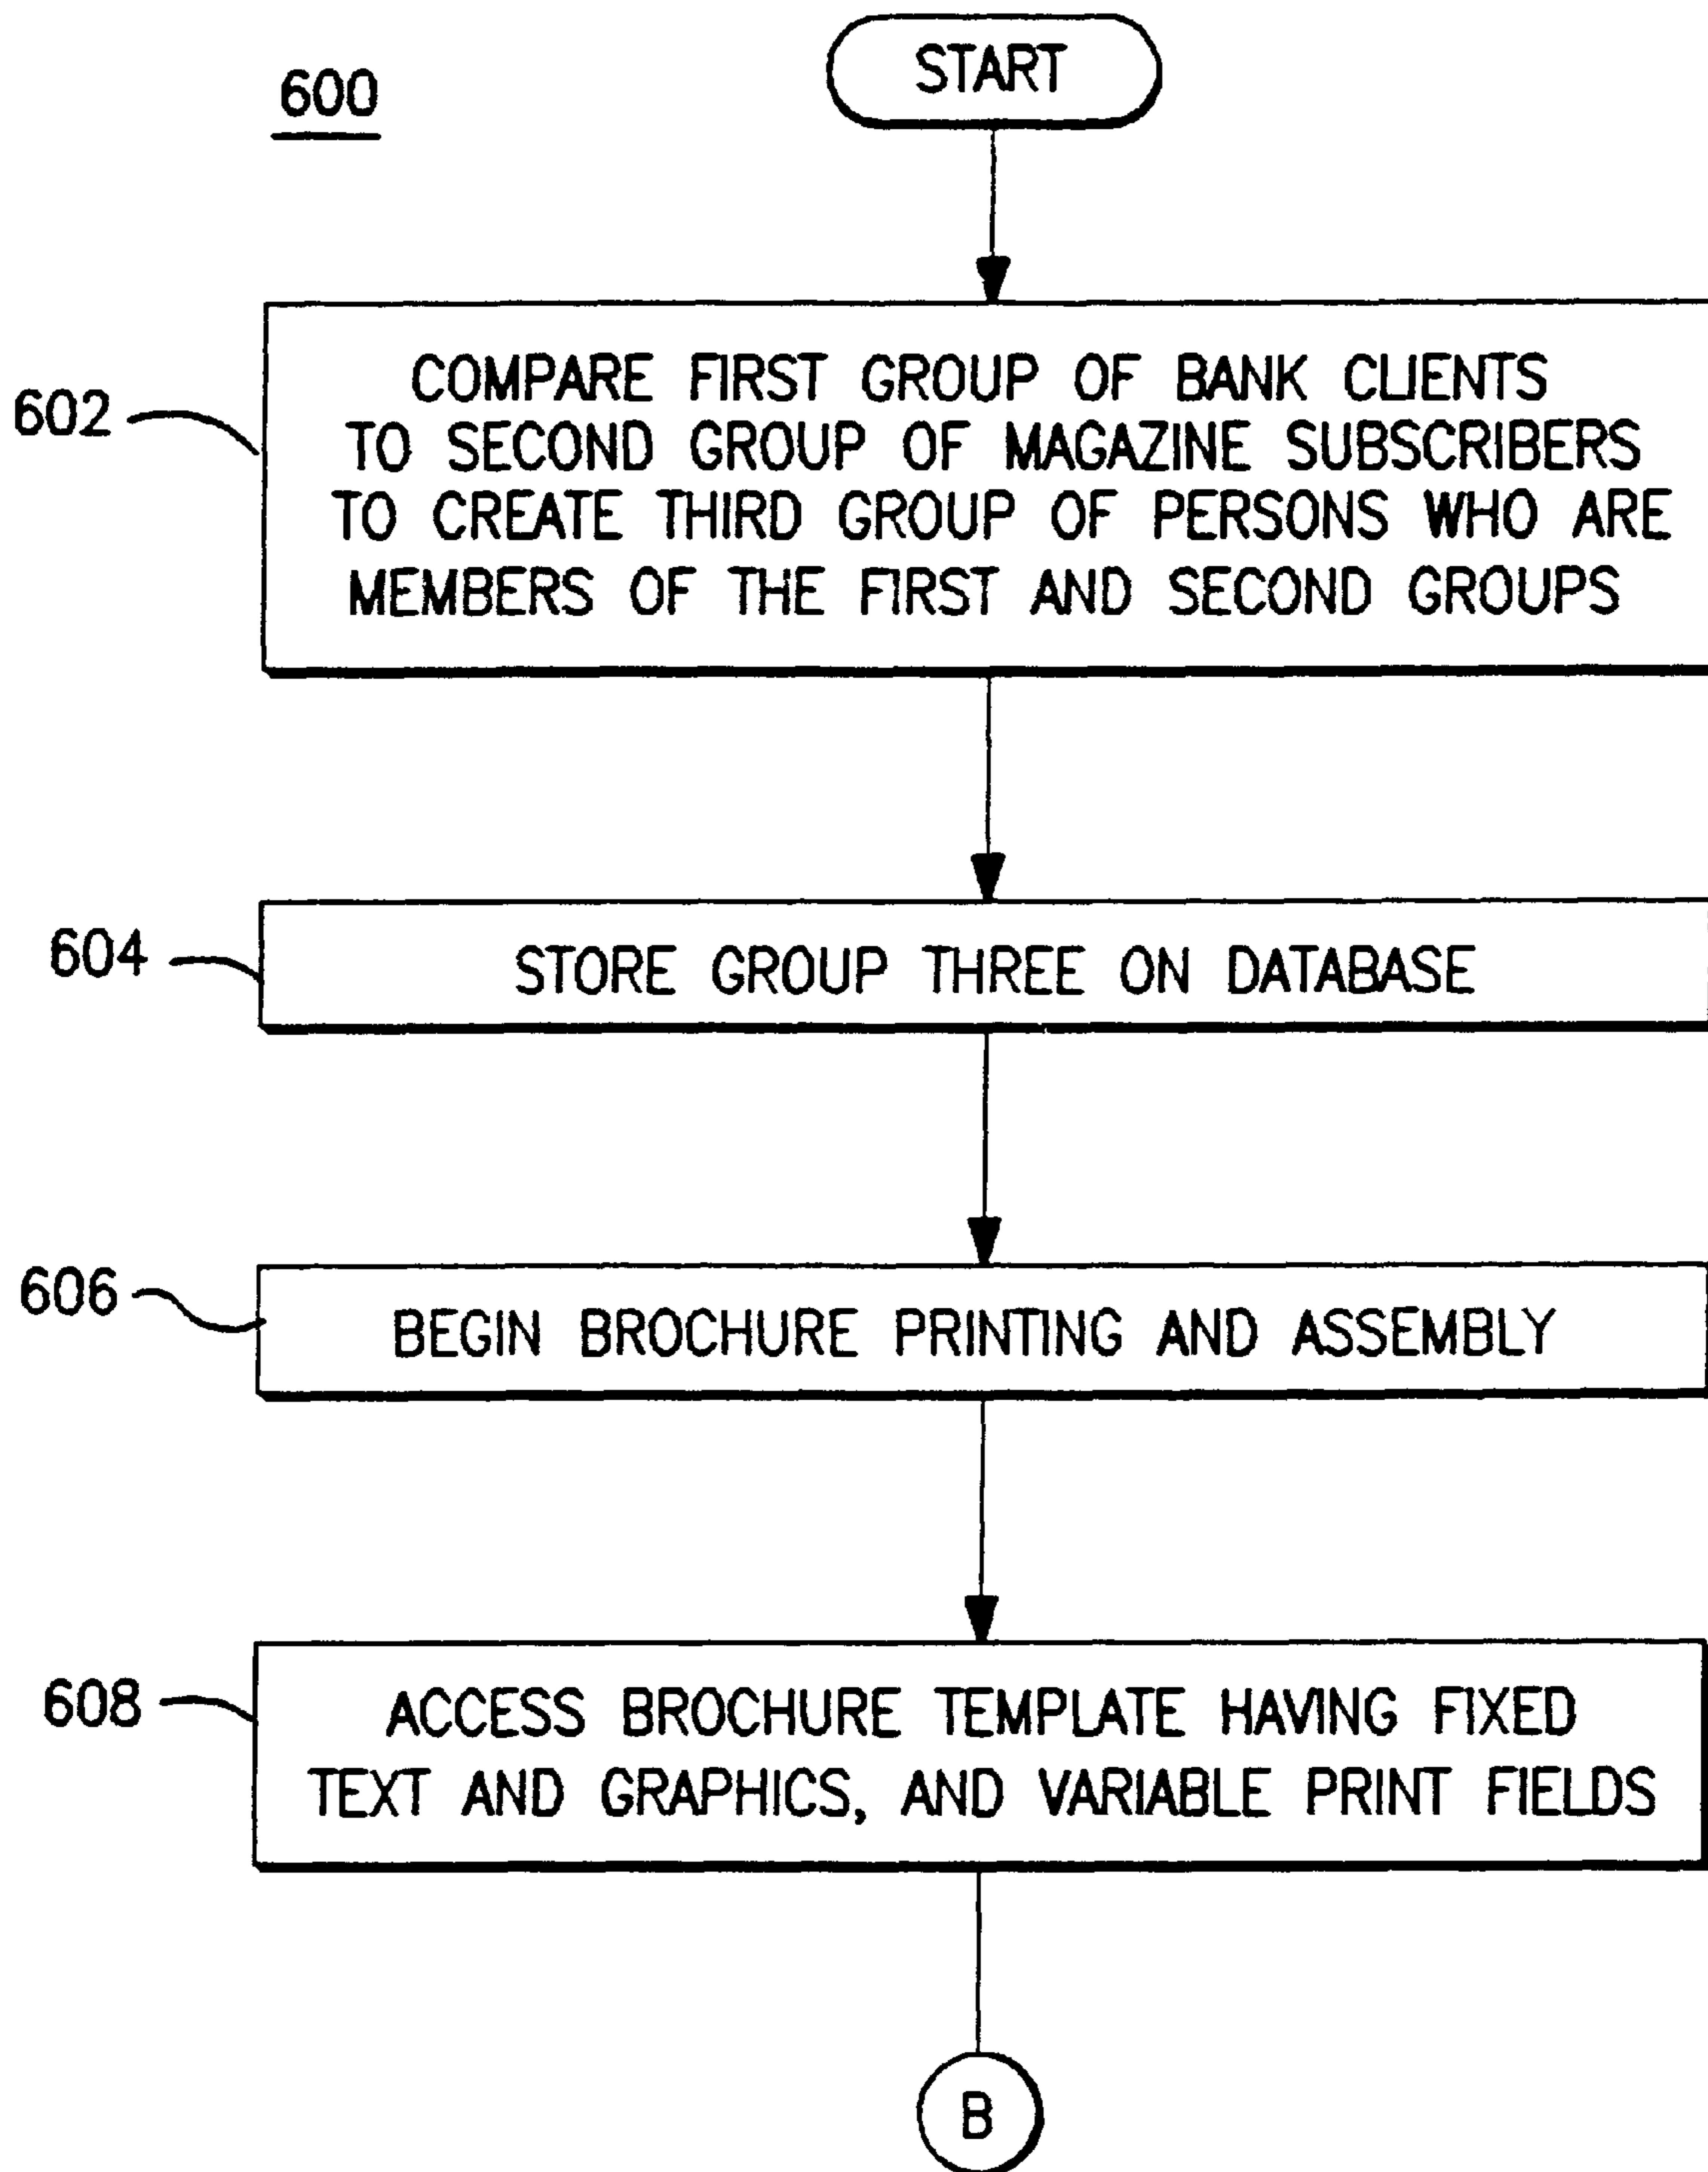 600
START
602
COMPARE FIRST GROUP OF BANK CLIENTS
TO SECOND GROUP OF MAGAZINE SUBSCRIBERS
TO CREATE THIRD GROUP OF PERSONS WHO ARE
MEMBERS OF THE FIRST AND SECOND GROUPS
604
STORE GROUP THREE ON DATABASE
606
BEGIN BROCHURE PRINTING AND ASSEMBLY
608
ACCESS BROCHURE TEMPLATE HAVING FIXED
TEXT AND GRAPHICS, AND VARIABLE PRINT FIELDS
B